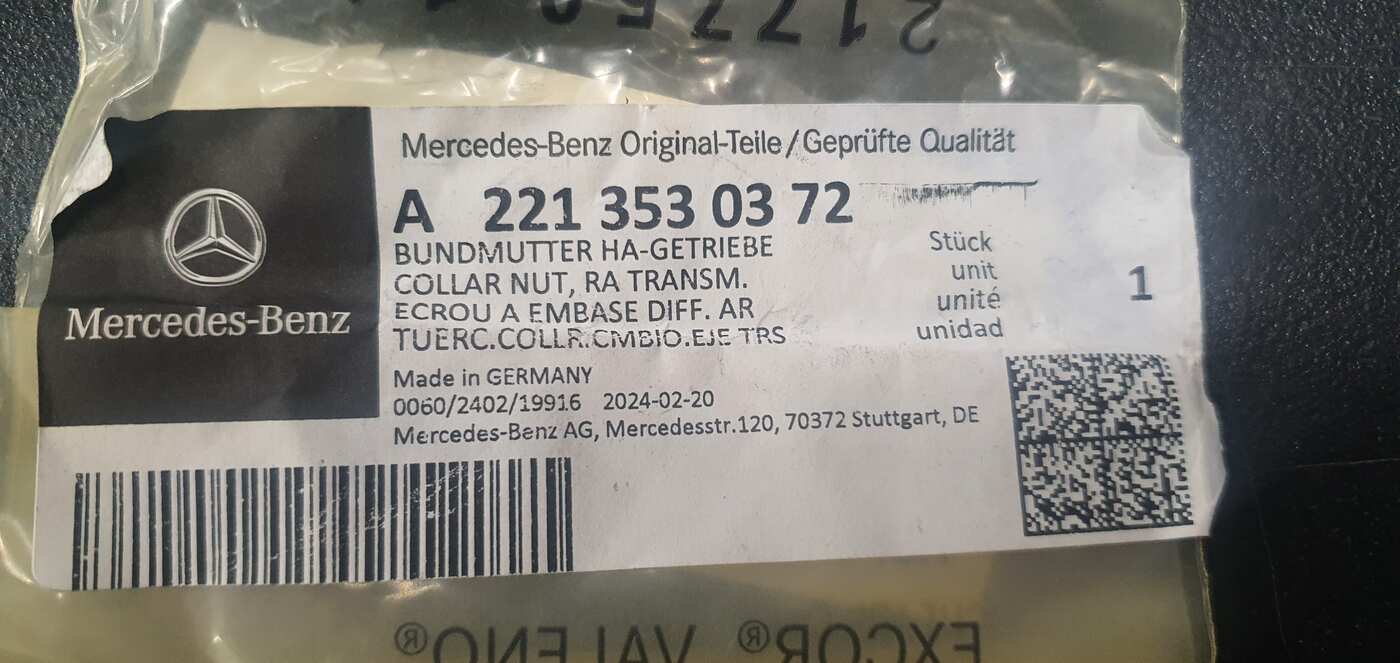 Mercedes-Benz Original-Teile/Geprüfte Qualität
A 221 353 03 72
BUNDMUTTER HA-GETRIEBE
COLLAR NUT, RA TRANSM.
ECROU A EMBASE DIFF. AR
TUERC.COLLR.CMBIO.EJE TRS
Stück
unit
unité
unidad
1
Mercedes-Benz
Made in GERMANY
0060/2402/19916 2024-02-20
Mercedes-Benz AG, Mercedesstr.120, 70372 Stuttgart, DE
EXCOR® VALENO®